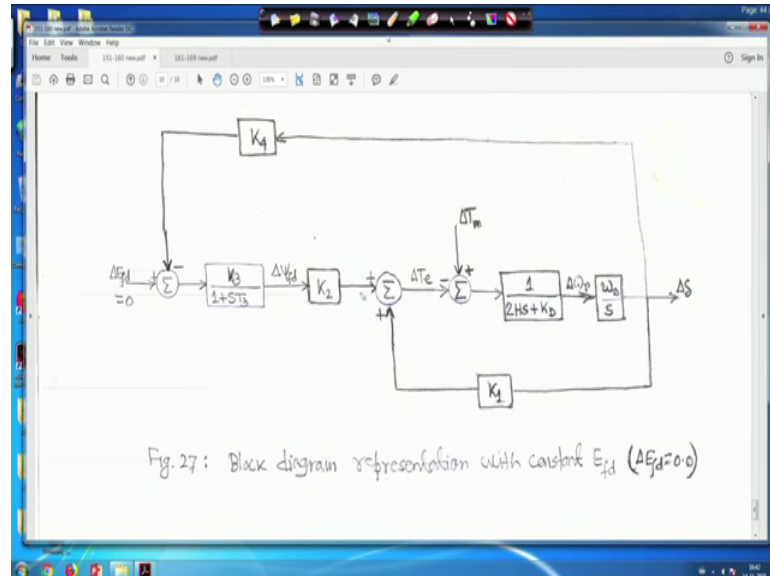 Page 44
151-160 new.pdf - Adobe Acrobat Reader DC
File Edit View Window Help
Home Tools 151-160 new.pdf × 161-169 new.pdf Sign In
K4
ΔTm
ΔEfd =0 + Σ - K3 / 1+ST3 Δψfd K2 + Σ + ΔTe - Σ + 1 / 2HS+KD Δωr ω0 / S Δδ
K1
Fig. 27: Block diagram representation with constant Efd (ΔEfd=0.0)